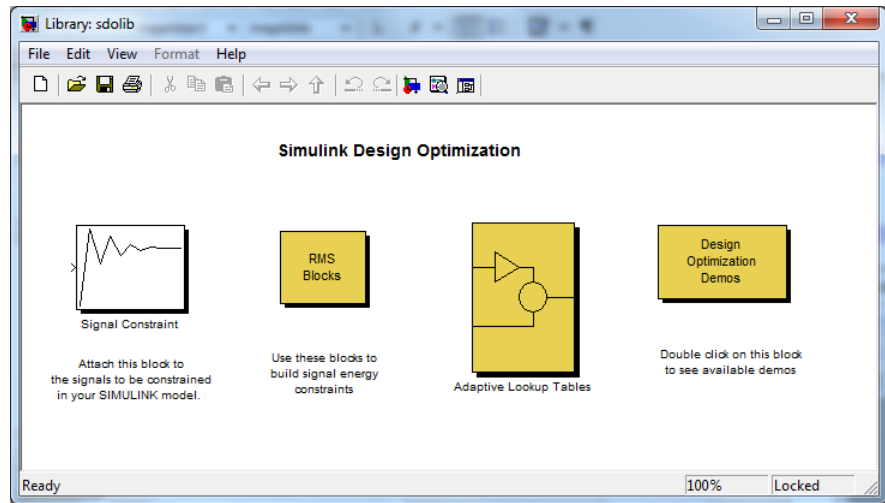 Library: sdolib
File Edit View Format Help
Simulink Design Optimization
RMS
Blocks
Design
Optimization
Demos
Signal Constraint
Attach this block to
the signals to be constrained
in your SIMULINK model.
Use these blocks to
build signal energy
constraints
Adaptive Lookup Tables
Double click on this block
to see available demos
Ready 100% Locked